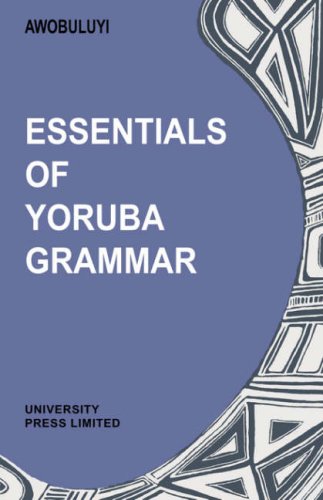 AWOBULUYI
ESSENTIALS
OF
YORUBA
GRAMMAR
UNIVERSITY
PRESS LIMITED